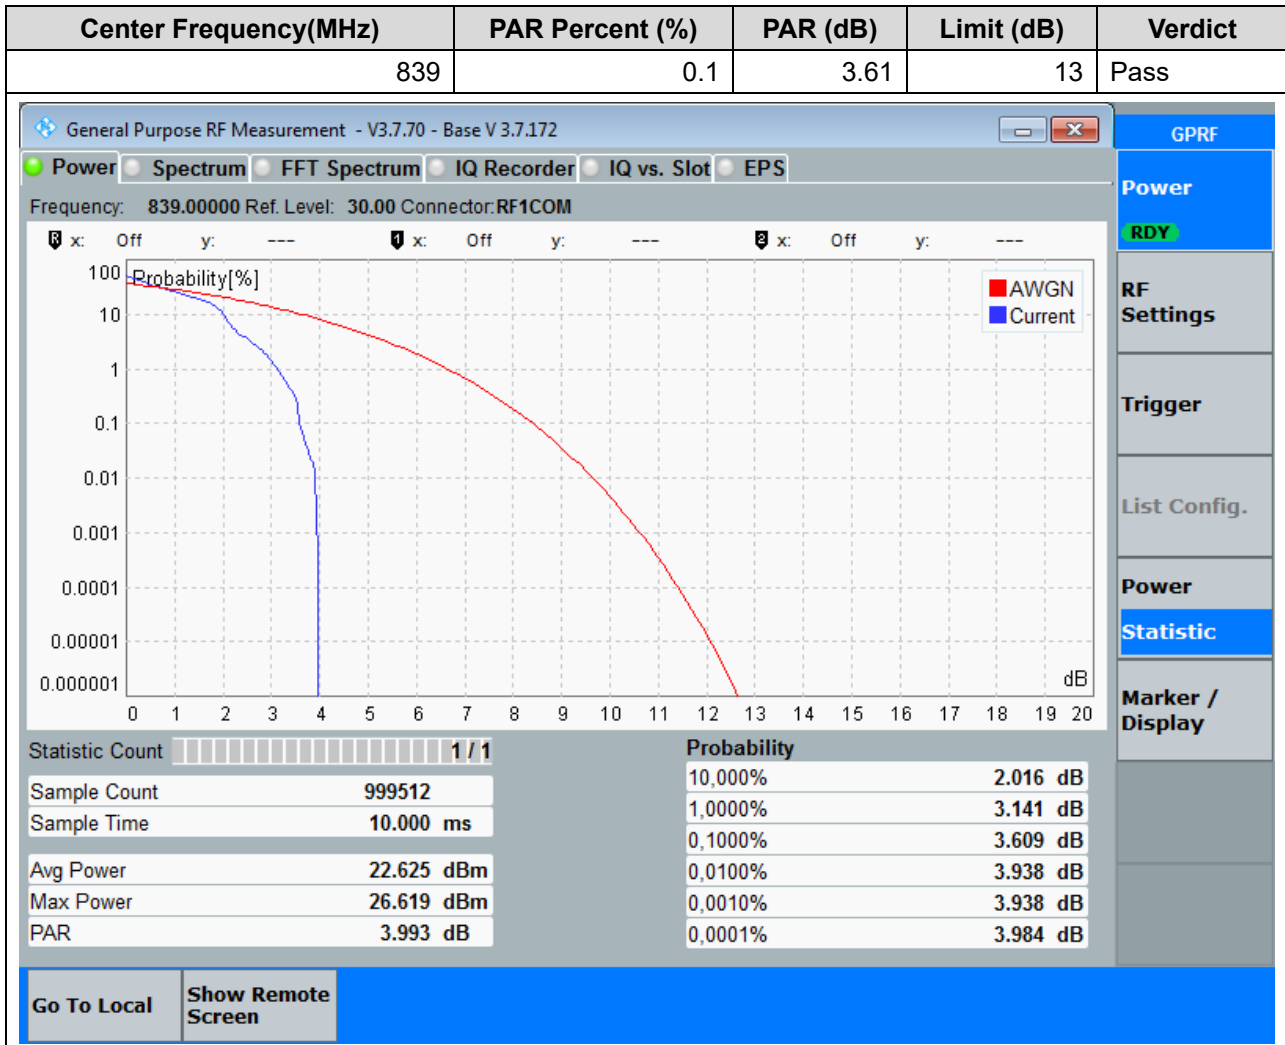 Center Frequency(MHz) PAR Percent (%) PAR (dB) Limit (dB) Verdict
839 0.1 3.61 13 Pass
General Purpose RF Measurement - V3.7.70 - Base V 3.7.172
GPRF
Power Spectrum FFT Spectrum IQ Recorder IQ vs. Slot EPS
Power
RDY
Frequency: 839.00000 Ref. Level: 30.00 Connector:RF1COM
R x: Off y: --- 1 x: Off y: --- 2 x: Off y: ---
Probability[%]
AWGN
Current
100
10
1
0.1
0.01
0.001
0.0001
0.00001
0.000001
dB
0 1 2 3 4 5 6 7 8 9 10 11 12 13 14 15 16 17 18 19 20
RF
Settings
Trigger
List Config.
Power
Statistic
Marker /
Display
Statistic Count 1 / 1
Sample Count 999512
Sample Time 10.000 ms
Avg Power 22.625 dBm
Max Power 26.619 dBm
PAR 3.993 dB
Probability
10,000% 2.016 dB
1,0000% 3.141 dB
0,1000% 3.609 dB
0,0100% 3.938 dB
0,0010% 3.938 dB
0,0001% 3.984 dB
Go To Local
Show Remote
Screen